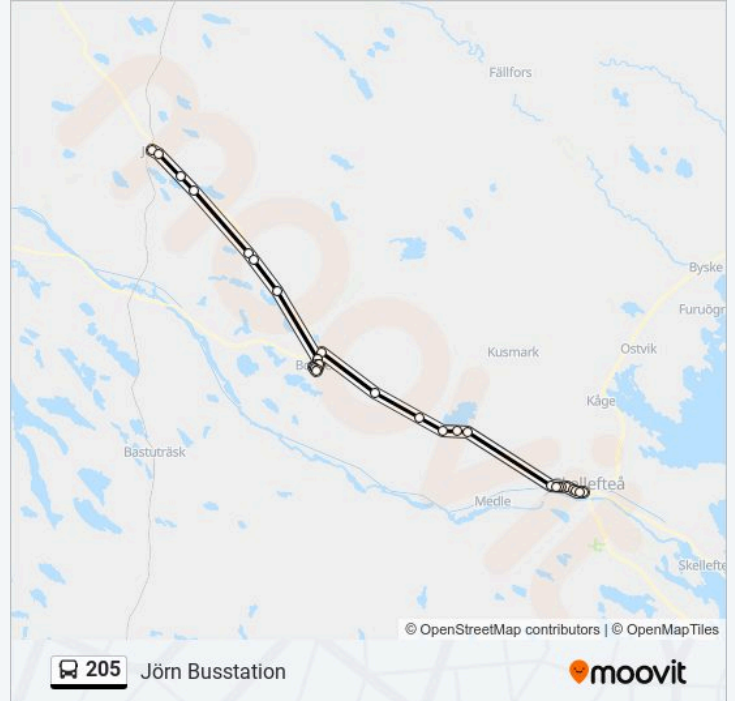 Fällfors
Byske
Furuögr
Ostvik
Kusmark
Kåge
Bastuträsk
Medle
Skellefte
© OpenStreetMap contributors | © OpenMapTiles
205 Jörn Busstation moovit